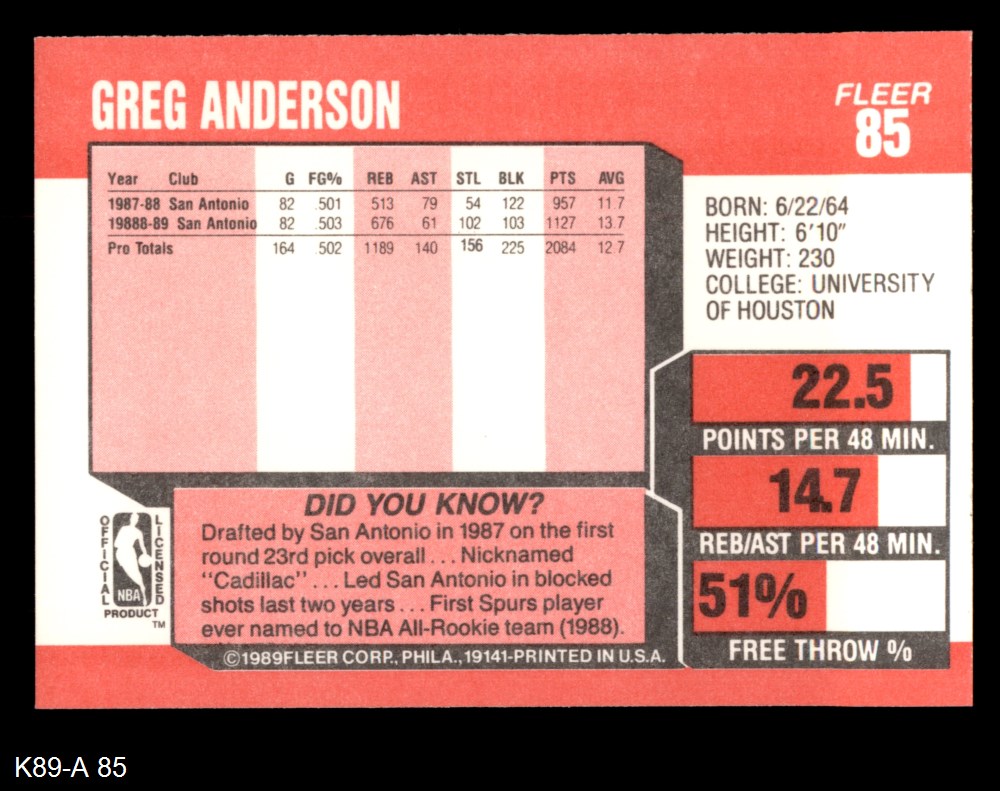 GREG ANDERSON
FLEER
85
Year Club G FG% REB AST STL BLK PTS AVG
1987-88 San Antonio 82 .501 513 79 54 122 957 11.7
19888-89 San Antonio 82 .503 676 61 102 103 1127 13.7
Pro Totals 164 .502 1189 140 156 225 2084 12.7
BORN: 6/22/64
HEIGHT: 6'10"
WEIGHT: 230
COLLEGE: UNIVERSITY
OF HOUSTON
22.5
POINTS PER 48 MIN.
14.7
REB/AST PER 48 MIN.
51%
FREE THROW %
DID YOU KNOW?
Drafted by San Antonio in 1987 on the first
round 23rd pick overall ... Nicknamed
"Cadillac" ... Led San Antonio in blocked
shots last two years ... First Spurs player
ever named to NBA All-Rookie team (1988).
OFFICIAL
LICENSED
NBA
PRODUCT
TM
©1989FLEER CORP., PHILA., 19141-PRINTED IN U.S.A.
K89-A 85